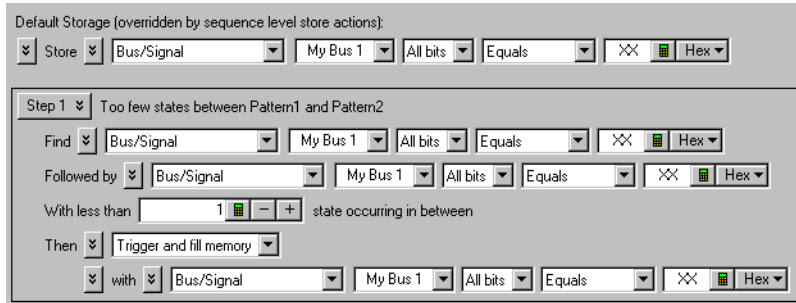 Default Storage (overridden by sequence level store actions):
Store Bus/Signal My Bus 1 All bits Equals XX Hex
Step 1 Too few states between Pattern1 and Pattern2
Find Bus/Signal My Bus 1 All bits Equals XX Hex
Followed by Bus/Signal My Bus 1 All bits Equals XX Hex
With less than 1 - + state occurring in between
Then Trigger and fill memory
with Bus/Signal My Bus 1 All bits Equals XX Hex